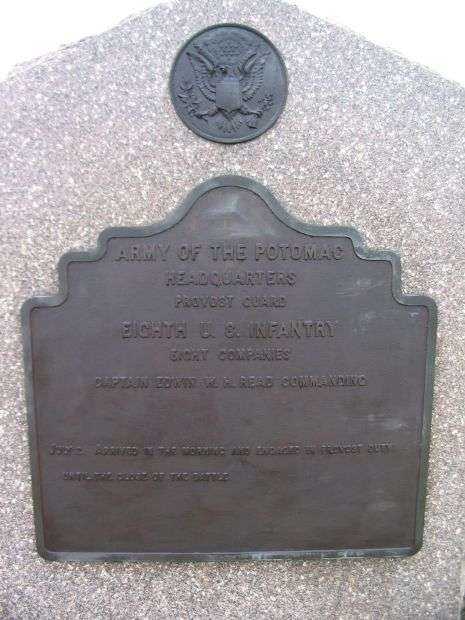 ARMY OF THE POTOMAC
HEADQUARTERS
PROVOST GUARD
EIGHTH U. S. INFANTRY
EIGHT COMPANIES
CAPTAIN EDWIN W. H. READ COMMANDING
JULY 2. ARRIVED IN THE MORNING AND ENGAGED IN PROVOST DUTY
UNTIL THE CLOSE OF THE BATTLE